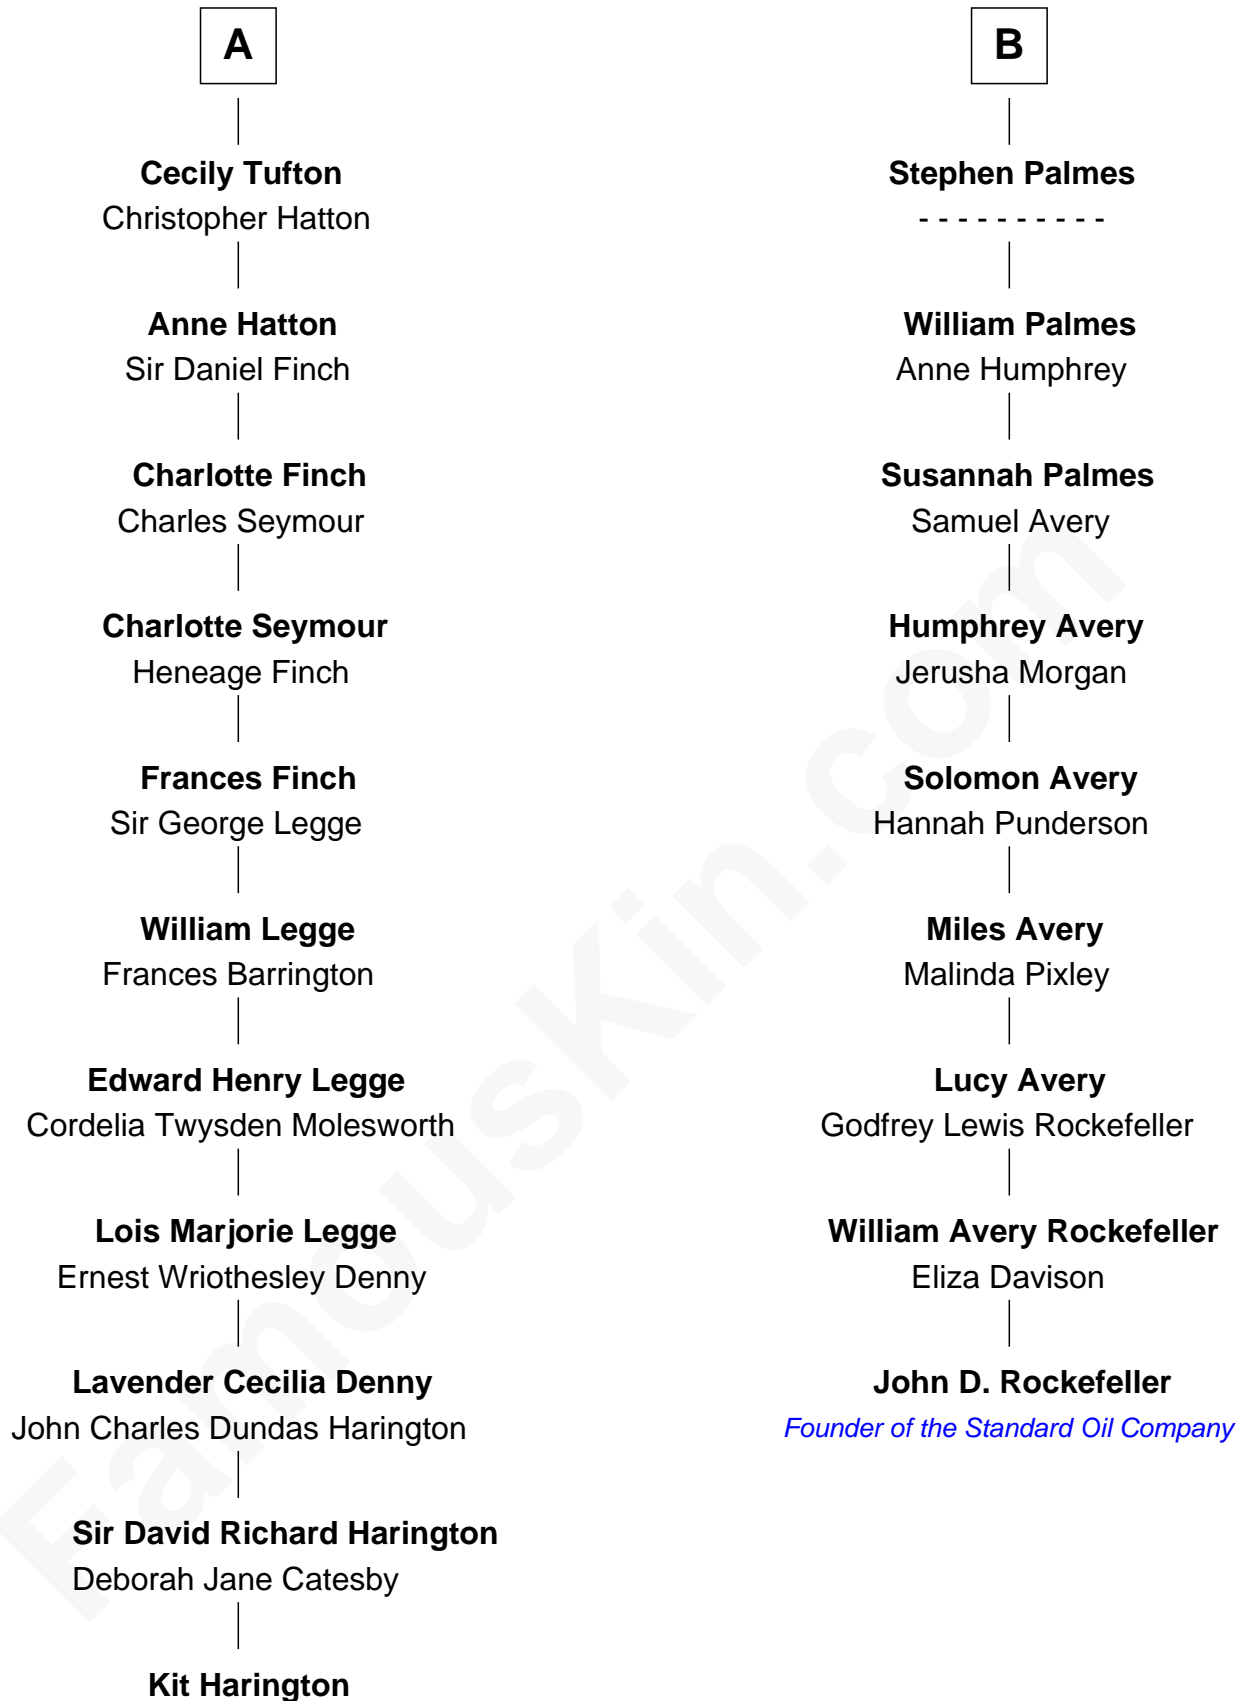 A
Cecily Tufton
Christopher Hatton
Anne Hatton
Sir Daniel Finch
Charlotte Finch
Charles Seymour
Charlotte Seymour
Heneage Finch
Frances Finch
Sir George Legge
William Legge
Frances Barrington
Edward Henry Legge
Cordelia Twysden Molesworth
Lois Marjorie Legge
Ernest Wriothesley Denny
Lavender Cecilia Denny
John Charles Dundas Harington
Sir David Richard Harington
Deborah Jane Catesby
Kit Harington
B
Stephen Palmes
- - - - - - - - - -
William Palmes
Anne Humphrey
Susannah Palmes
Samuel Avery
Humphrey Avery
Jerusha Morgan
Solomon Avery
Hannah Punderson
Miles Avery
Malinda Pixley
Lucy Avery
Godfrey Lewis Rockefeller
William Avery Rockefeller
Eliza Davison
John D. Rockefeller
Founder of the Standard Oil Company
FamousKin.com